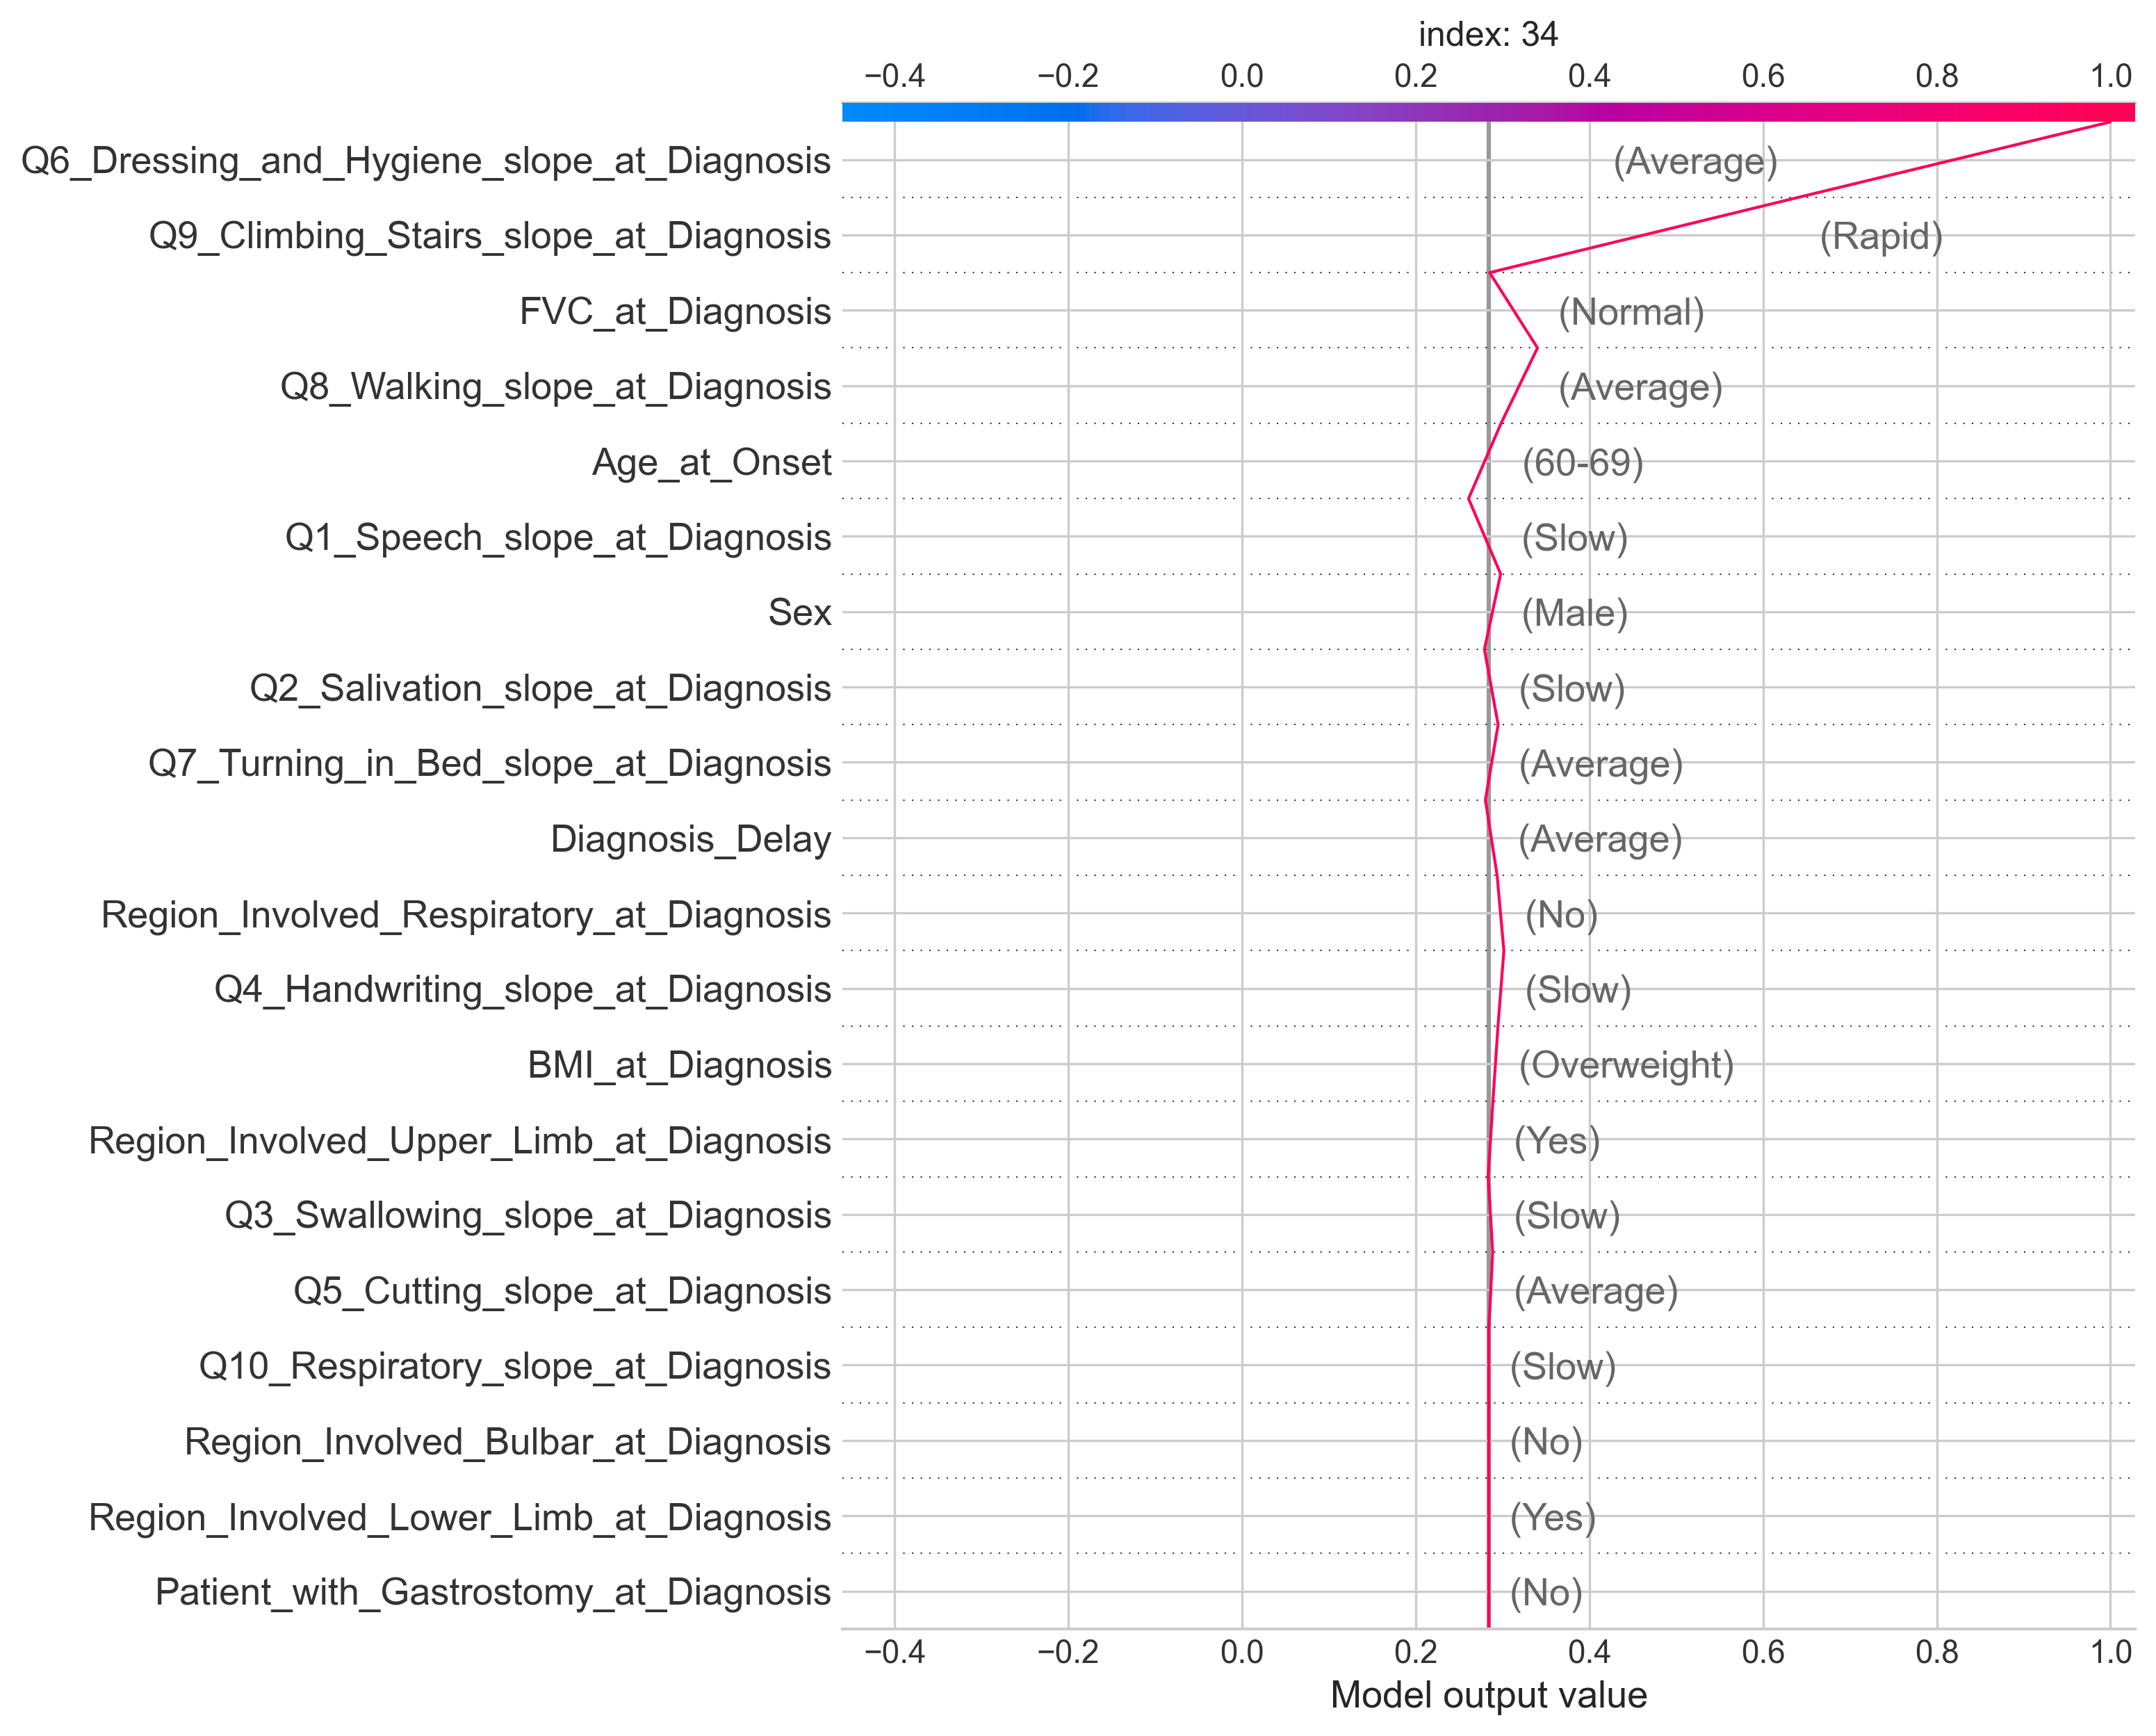 index: 34
−0.4 −0.2 0.0 0.2 0.4 0.6 0.8 1.0
Q6_Dressing_and_Hygiene_slope_at_Diagnosis (Average)
Q9_Climbing_Stairs_slope_at_Diagnosis (Rapid)
FVC_at_Diagnosis (Normal)
Q8_Walking_slope_at_Diagnosis (Average)
Age_at_Onset (60-69)
Q1_Speech_slope_at_Diagnosis (Slow)
Sex (Male)
Q2_Salivation_slope_at_Diagnosis (Slow)
Q7_Turning_in_Bed_slope_at_Diagnosis (Average)
Diagnosis_Delay (Average)
Region_Involved_Respiratory_at_Diagnosis (No)
Q4_Handwriting_slope_at_Diagnosis (Slow)
BMI_at_Diagnosis (Overweight)
Region_Involved_Upper_Limb_at_Diagnosis (Yes)
Q3_Swallowing_slope_at_Diagnosis (Slow)
Q5_Cutting_slope_at_Diagnosis (Average)
Q10_Respiratory_slope_at_Diagnosis (Slow)
Region_Involved_Bulbar_at_Diagnosis (No)
Region_Involved_Lower_Limb_at_Diagnosis (Yes)
Patient_with_Gastrostomy_at_Diagnosis (No)
−0.4 −0.2 0.0 0.2 0.4 0.6 0.8 1.0
Model output value